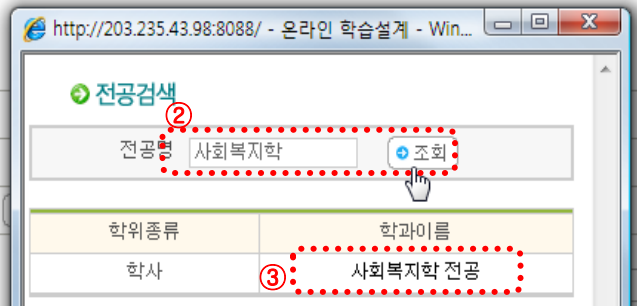 http://203.235.43.98:8088/ - 온라인 학습설계 - Win...
전공검색
②
전공명 사회복지학 조회
학위종류 학과이름
학사 ③ 사회복지학 전공